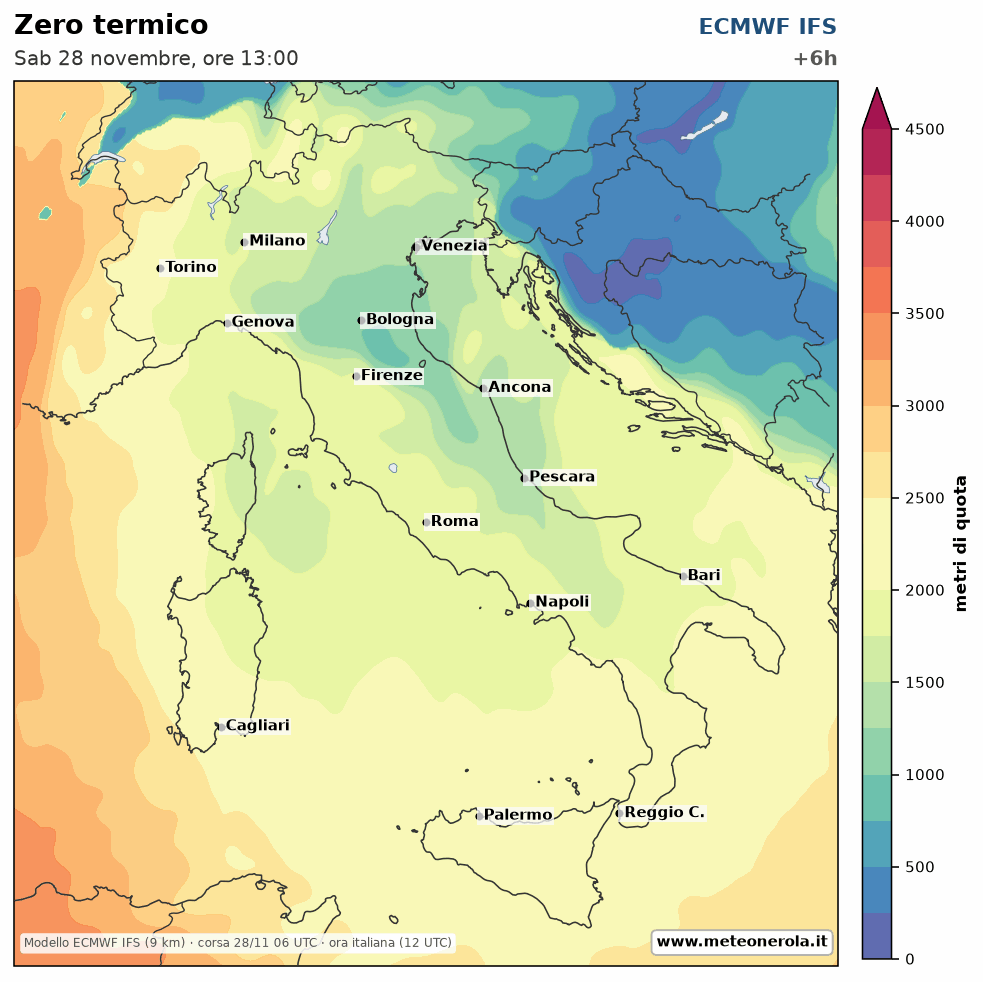 Zero termico
ECMWF IFS
Sab 28 novembre, ore 13:00
+6h
Milano
Venezia
Torino
Genova
Bologna
Firenze
Ancona
Pescara
Roma
Bari
Napoli
Cagliari
Palermo
Reggio C.
4500
4000
3500
3000
2500
2000
1500
1000
500
0
metri di quota
Modello ECMWF IFS (9 km) · corsa 28/11 06 UTC · ora italiana (12 UTC)
www.meteonerola.it